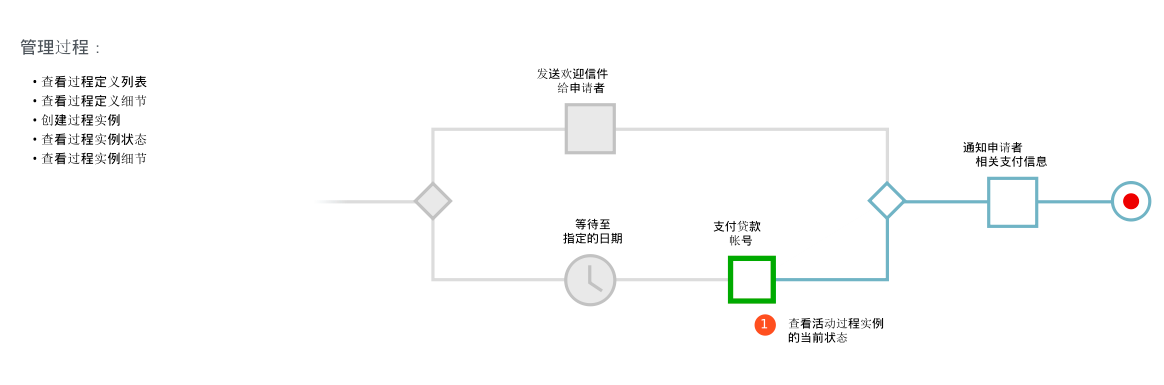 管理过程：
• 查看过程定义列表
• 查看过程定义细节
• 创建过程实例
• 查看过程实例状态
• 查看过程实例细节
发送欢迎信件
给申请者
等待至
指定的日期
支付贷款
帐号
通知申请者
相关支付信息
1 查看活动过程实例
的当前状态